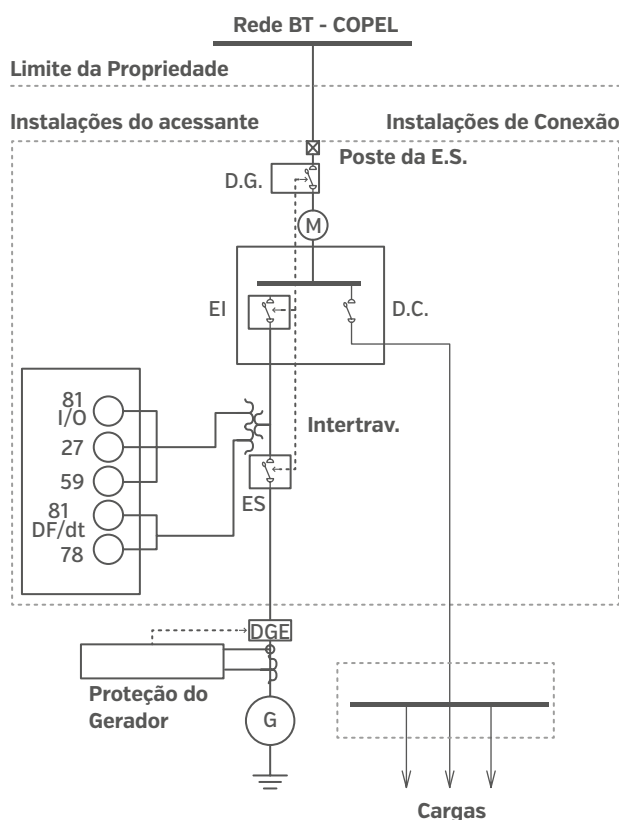 Rede BT - COPEL
Limite da Propriedade
Instalações do acessante
Instalações de Conexão
Poste da E.S.
D.G.
M
EI
D.C.
81
I/O
27
59
81
DF/dt
78
Intertrav.
ES
DGE
Proteção do
Gerador
G
Cargas